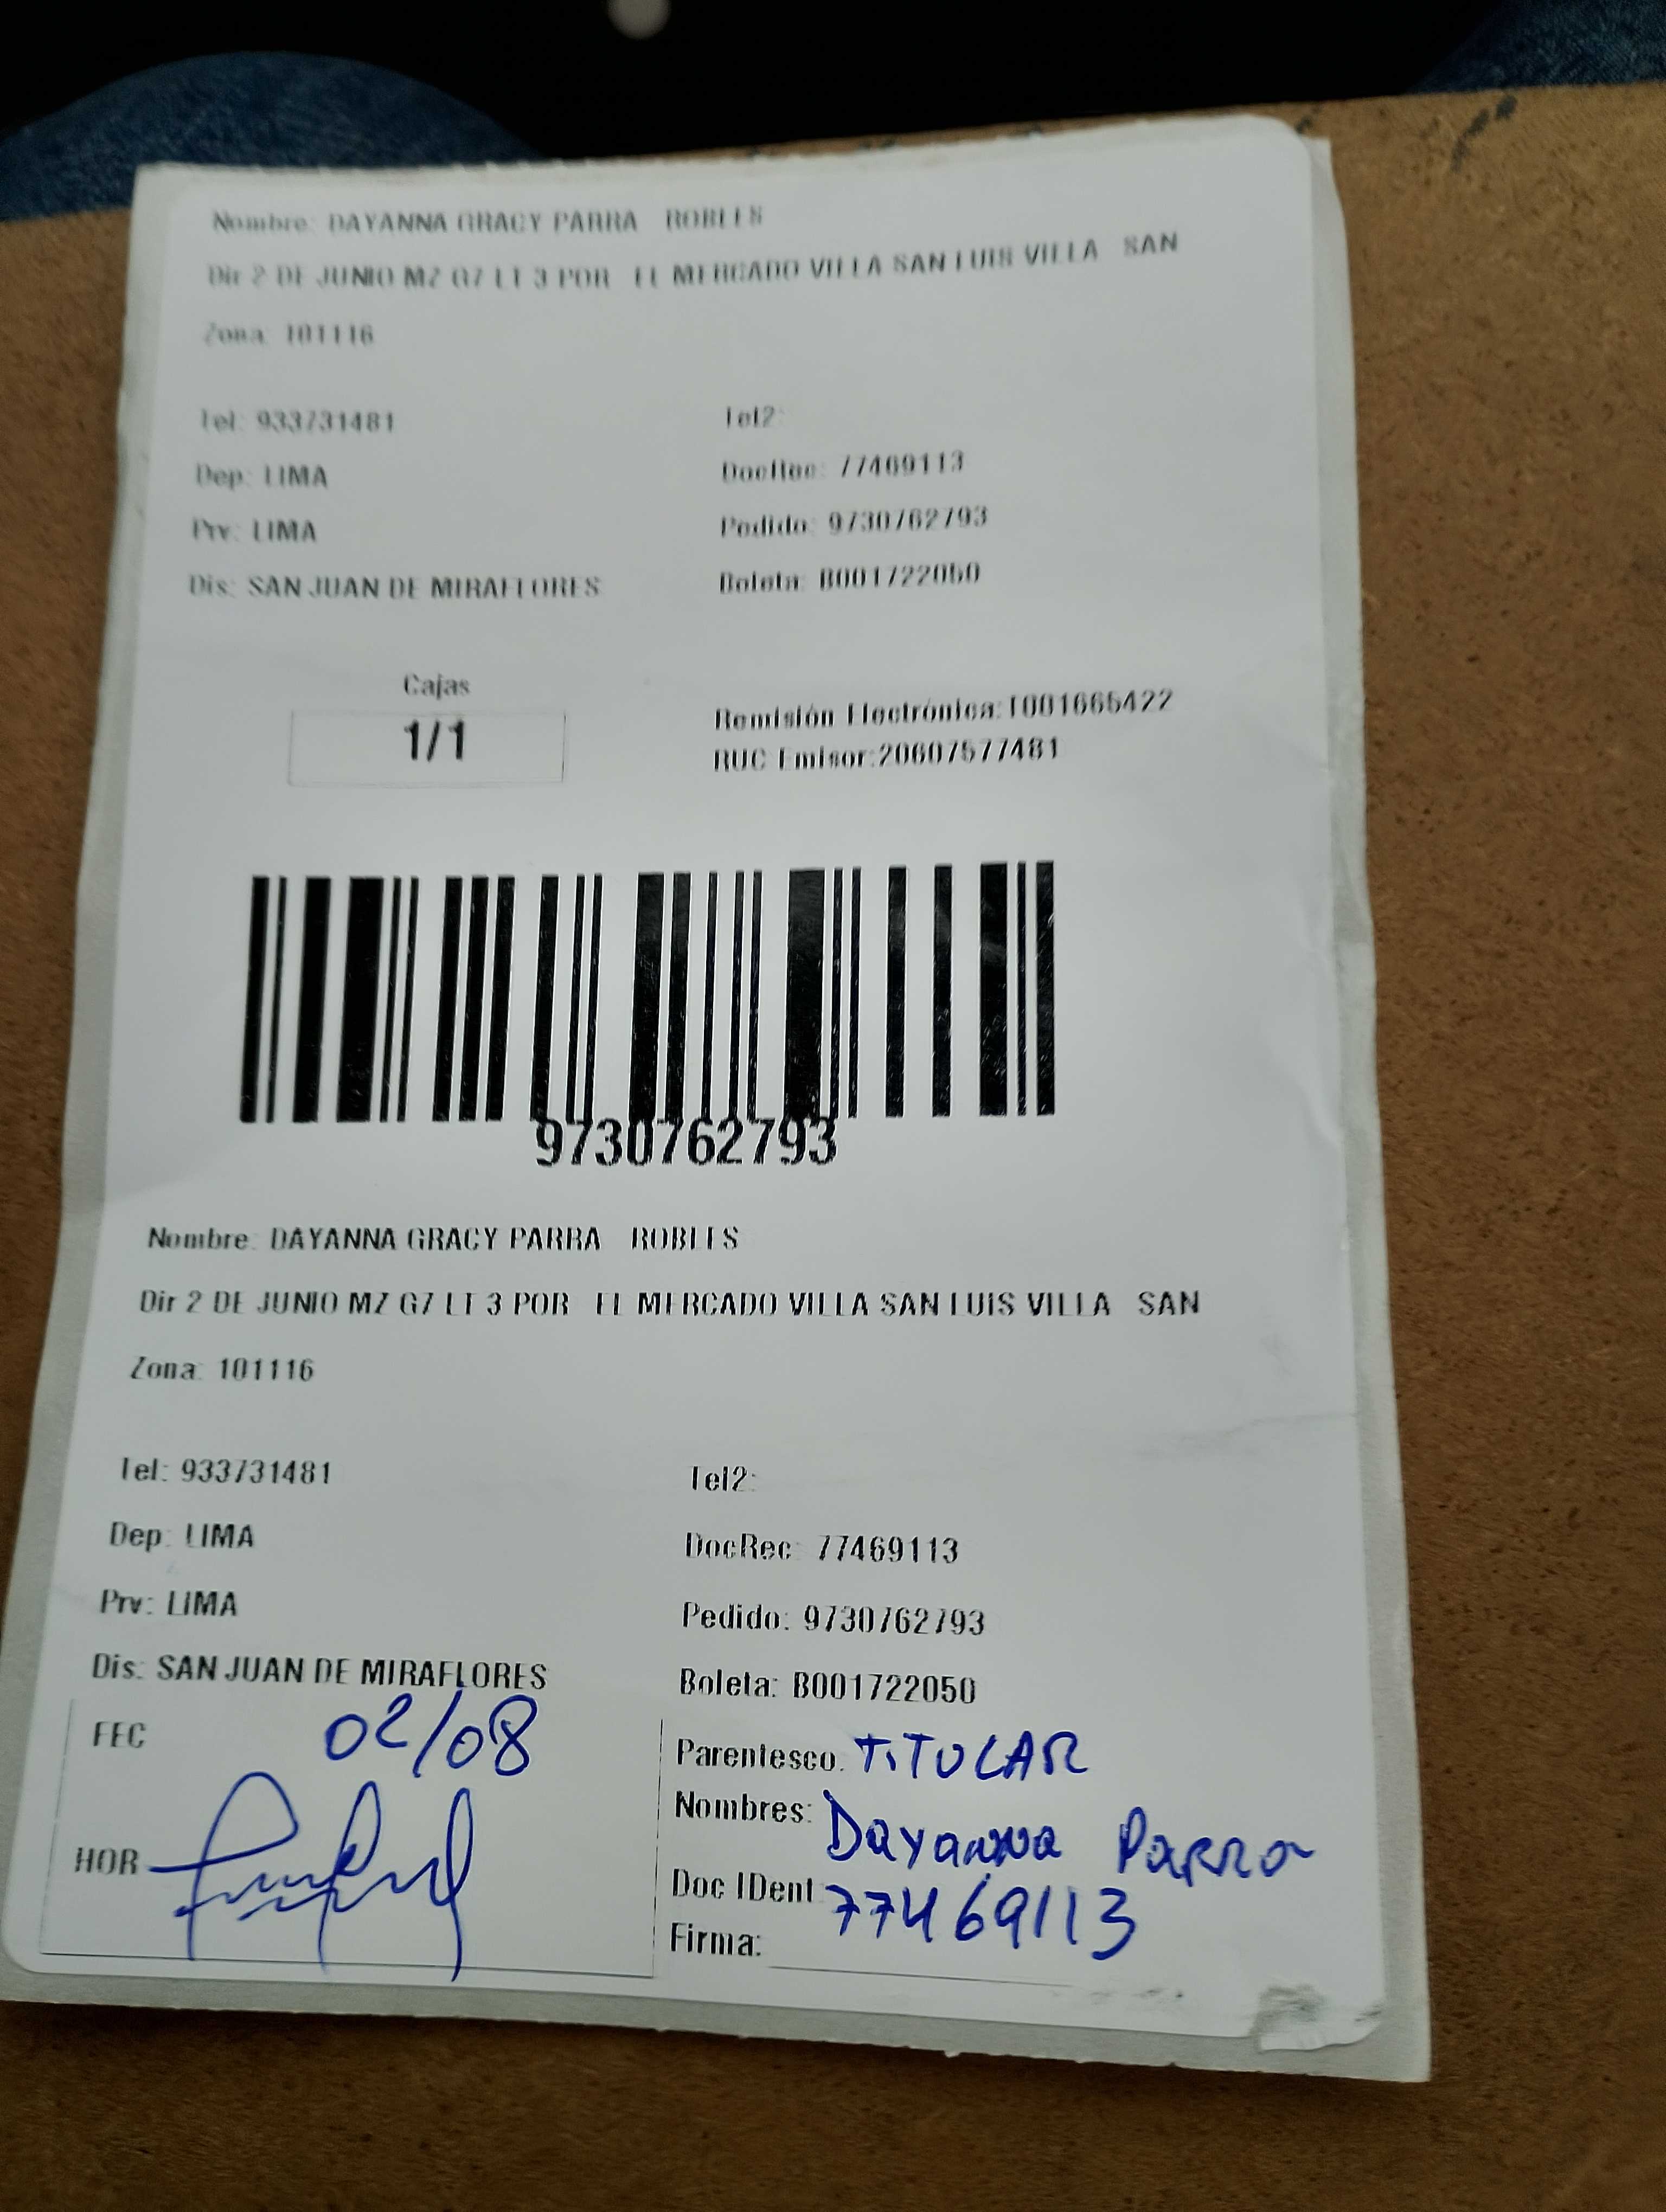 Nombre: DAYANNA GRACY PARRA ROBLES
Dir 2 DE JUNIO MZ G7 LT 3 POR EL MERCADO VILLA SAN LUIS VILLA SAN
Zona: 101116
Tel: 933731481 Tel2:
Dep: LIMA DocRec: 77469113
Prv: LIMA Pedido: 9730762793
Dis: SAN JUAN DE MIRAFLORES Boleta: B001722050
Cajas
1/1
Remisión Electrónica:T001665422
RUC Emisor:20607577481
9730762793
Nombre: DAYANNA GRACY PARRA ROBLES
Dir 2 DE JUNIO MZ G7 LT 3 POR EL MERCADO VILLA SAN LUIS VILLA SAN
Zona: 101116
Tel: 933731481 Tel2:
Dep: LIMA DocRec: 77469113
Prv: LIMA Pedido: 9730762793
Dis: SAN JUAN DE MIRAFLORES Boleta: B001722050
FEC 02/08
HOR
Parentesco: TITULAR
Nombres: Dayanna Parra
Doc IDent 77469113
Firma: